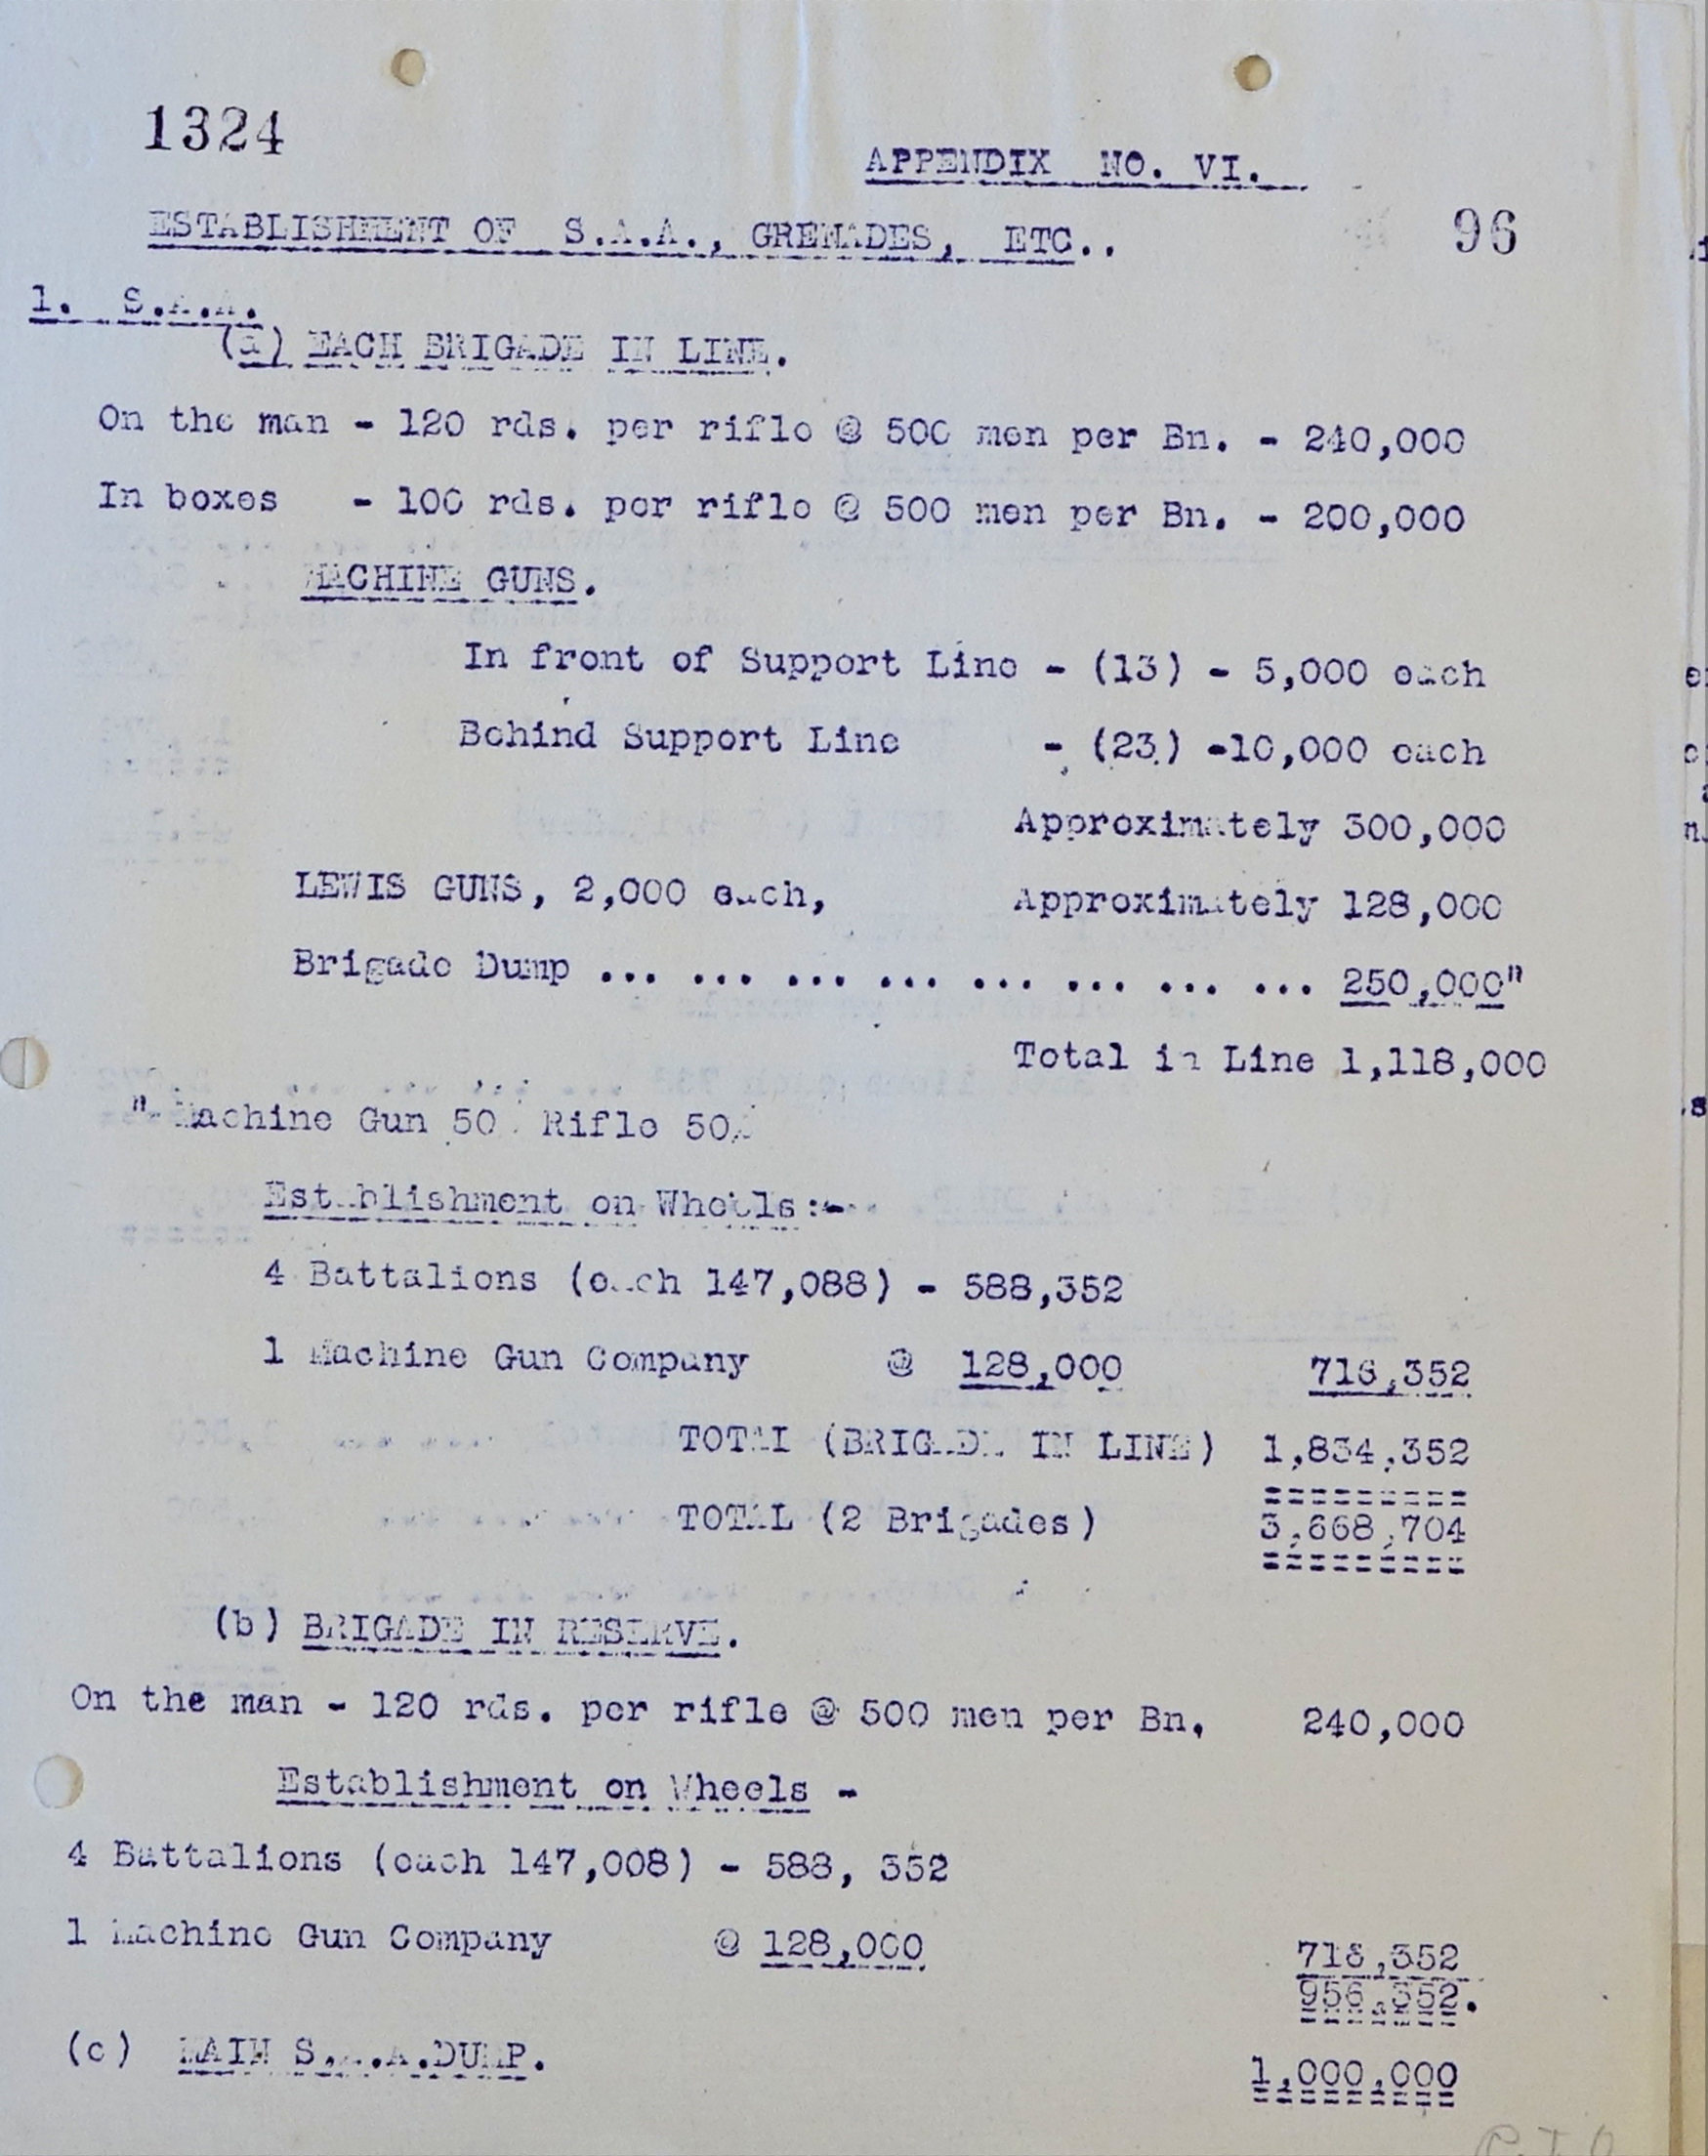 1324
APPENDIX NO. VI.
ESTABLISHMENT OF S.A.A., GRENADES, ETC..
96
1. S.A.A.
(a) EACH BRIGADE IN LINE.
On the man - 120 rds. per rifle @ 500 men per Bn. - 240,000
In boxes - 100 rds. per rifle @ 500 men per Bn. - 200,000
MACHINE GUNS.
In front of Support Line - (13) - 5,000 each
Behind Support Line - (23) -10,000 each
Approximately 300,000
LEWIS GUNS, 2,000 each, Approximately 128,000
Brigade Dump ... ... ... ... ... ... ... ... 250,000"
Total in Line 1,118,000
" Machine Gun 50 Rifle 50
Establishment on Wheels:-
4 Battalions (each 147,088) - 588,352
1 Machine Gun Company @ 128,000 716,352
TOTAL (BRIGADE IN LINE) 1,834,352
=========
TOTAL (2 Brigades) 3,668,704
=========
(b) BRIGADE IN RESERVE.
On the man - 120 rds. per rifle @ 500 men per Bn. 240,000
Establishment on Wheels -
4 Battalions (each 147,008) - 588, 352
1 Machine Gun Company @ 128,000 716,352
956,352.
(c) MAIN S.A.A.DUMP. 1,000,000